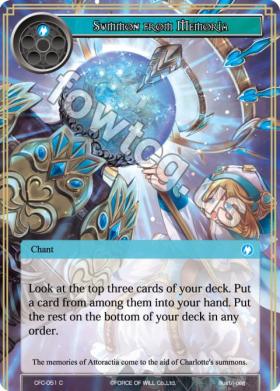 Summon from Memoria
fowtcg.
Chant
Look at the top three cards of your deck. Put
a card from among them into your hand. Put
the rest on the bottom of your deck in any
order.
The memories of Attoractia come to the aid of Charlotte's summons.
CFC-051 C
©FORCE OF WILL Co.,Ltd.